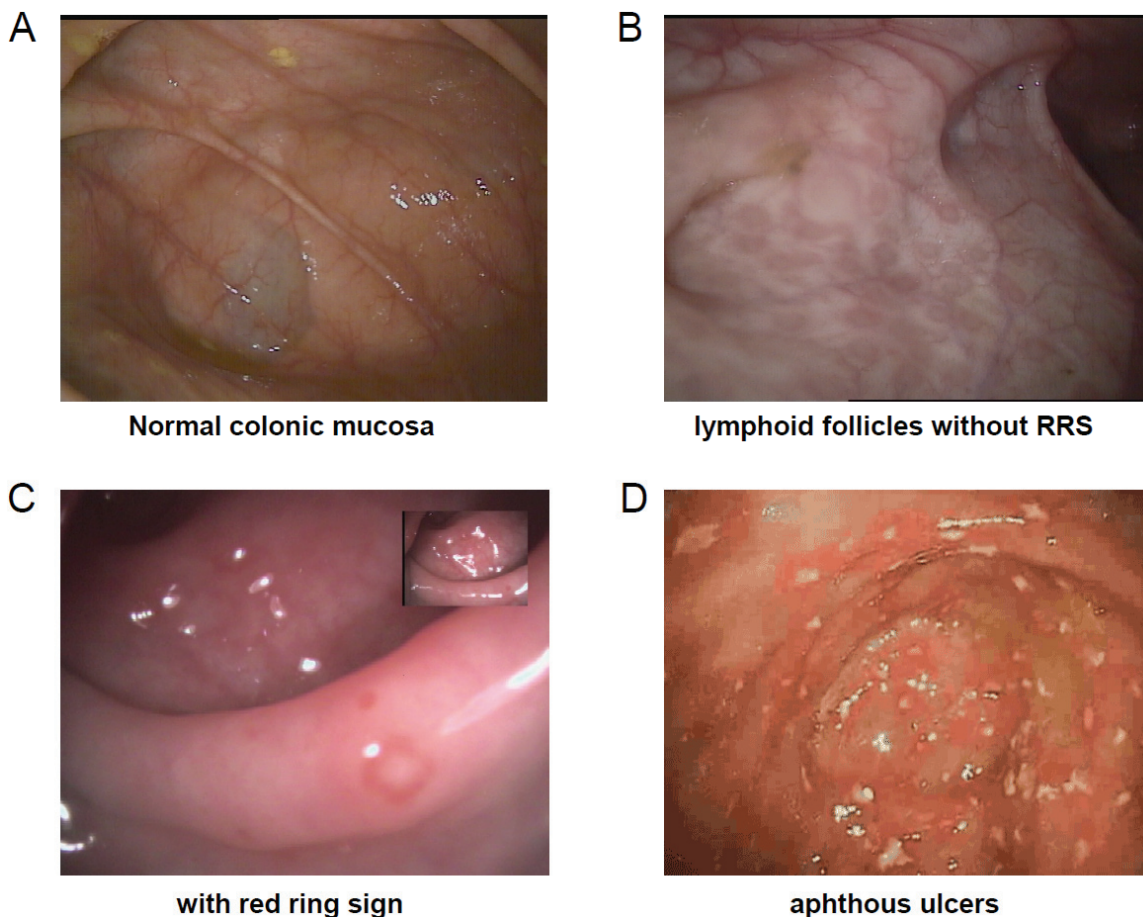 A
B
Normal colonic mucosa
lymphoid follicles without RRS
C
D
with red ring sign
aphthous ulcers